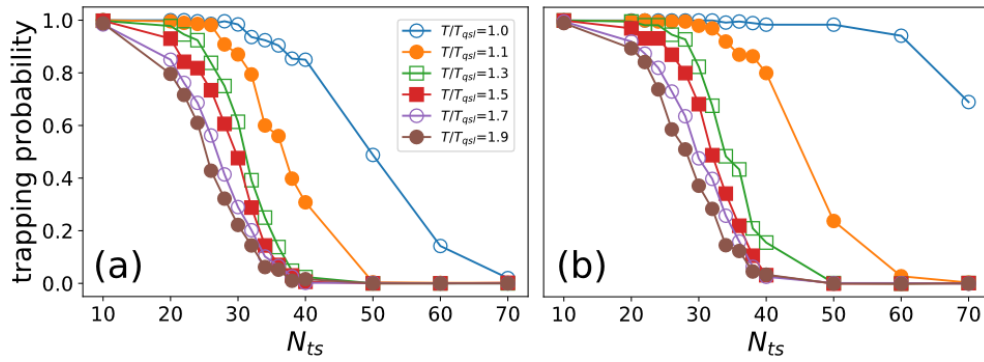 trapping probability
1.0
0.8
0.6
0.4
0.2
0.0
(a)
T/T_qsl=1.0
T/T_qsl=1.1
T/T_qsl=1.3
T/T_qsl=1.5
T/T_qsl=1.7
T/T_qsl=1.9
10 20 30 40 50 60 70
N_ts
(b)
10 20 30 40 50 60 70
N_ts